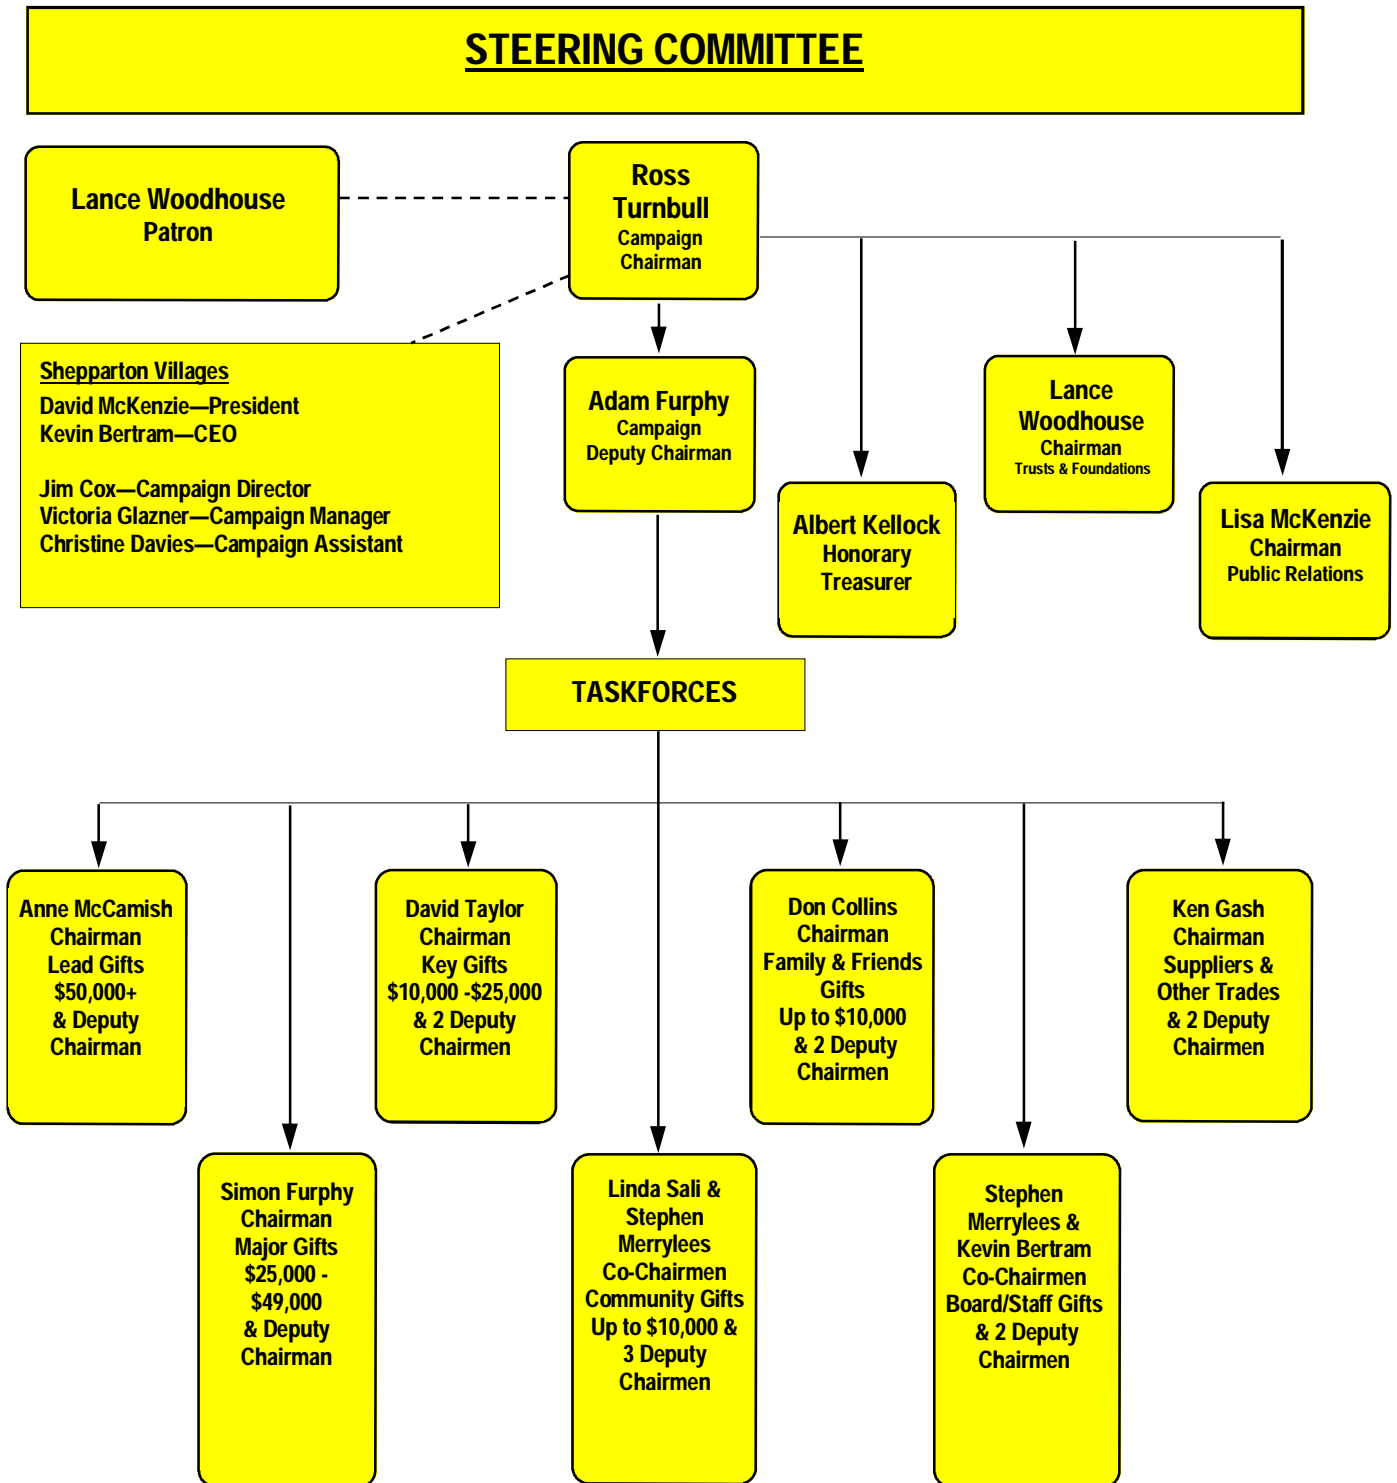 STEERING COMMITTEE
Lance Woodhouse
Patron
Ross
Turnbull
Campaign
Chairman
Shepparton Villages
David McKenzie—President
Kevin Bertram—CEO
Jim Cox—Campaign Director
Victoria Glazner—Campaign Manager
Christine Davies—Campaign Assistant
Adam Furphy
Campaign
Deputy Chairman
Albert Kellock
Honorary
Treasurer
Lance
Woodhouse
Chairman
Trusts & Foundations
Lisa McKenzie
Chairman
Public Relations
TASKFORCES
Anne McCamish
Chairman
Lead Gifts
$50,000+
& Deputy
Chairman
Simon Furphy
Chairman
Major Gifts
$25,000 -
$49,000
& Deputy
Chairman
David Taylor
Chairman
Key Gifts
$10,000 -$25,000
& 2 Deputy
Chairmen
Linda Sali &
Stephen
Merrylees
Co-Chairmen
Community Gifts
Up to $10,000 &
3 Deputy
Chairmen
Don Collins
Chairman
Family & Friends
Gifts
Up to $10,000
& 2 Deputy
Chairmen
Stephen
Merrylees &
Kevin Bertram
Co-Chairmen
Board/Staff Gifts
& 2 Deputy
Chairmen
Ken Gash
Chairman
Suppliers &
Other Trades
& 2 Deputy
Chairmen